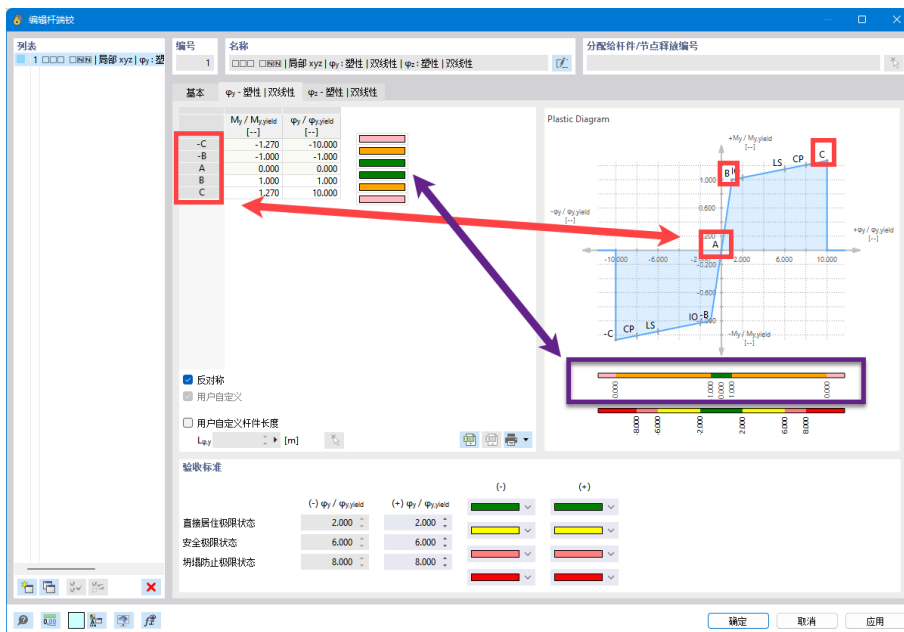 编辑杆端铰
列表
1 □□□ □NN | 局部 xyz | φy : 塑
编号
1
名称
□□□ □NN | 局部 xyz | φy : 塑性 | 双线性 | φz : 塑性 | 双线性
分配给杆件/节点释放编号
基本
φy - 塑性 | 双线性
φz - 塑性 | 双线性
My / My,yield
[--]
φy / φy,yield
[--]
-C -1.270 -10.000
-B -1.000 -1.000
A 0.000 0.000
B 1.000 1.000
C 1.270 10.000
反对称
用户自定义
用户自定义杆件长度
Lφ,y [m]
Plastic Diagram
+My / My,yield
[--]
B IO LS CP C
1.000
0.600
-φy / φy,yield
[--]
+φy / φy,yield
[--]
A
-10.000 -6.000 2.000 6.000 10.000
-0.200
-0.600
-C CP LS IO -B
-My / My,yield
[--]
0.000 1.000 0.000 1.000 0.000
-8.000 -6.000 -2.000 2.000 6.000 8.000
验收标准
(-) φy / φy,yield
(+) φy / φy,yield
(-)
(+)
直接居住极限状态 2.000 2.000
安全极限状态 6.000 6.000
坍塌防止极限状态 8.000 8.000
0,00
确定
取消
应用